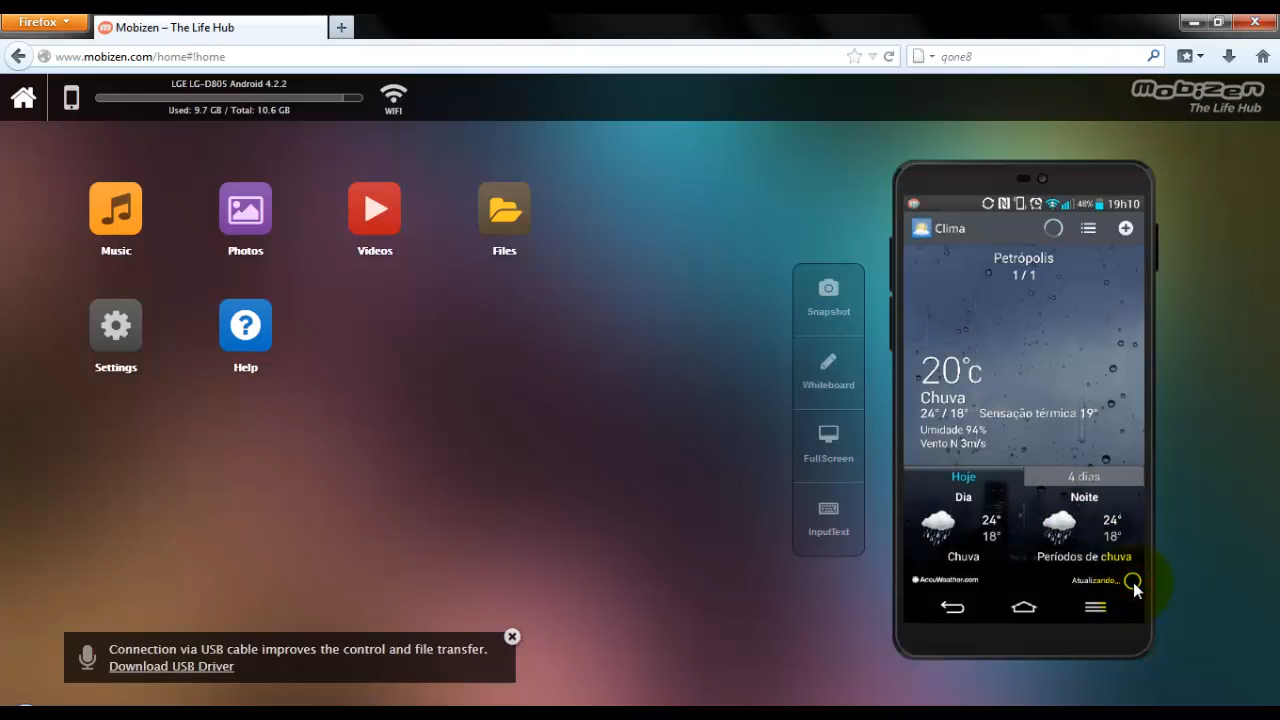 Firefox
Mobizen – The Life Hub
www.mobizen.com/home#!home
qone8
LGE LG-D805 Android 4.2.2
Used: 9.7 GB / Total: 10.6 GB
WIFI
mobizen
The Life Hub
Music
Photos
Videos
Files
Settings
Help
Snapshot
Whiteboard
FullScreen
InputText
48%
19h10
Clima
Petrópolis
1 / 1
20°c
Chuva
24° / 18° Sensação térmica 19°
Umidade 94%
Vento N 3m/s
Hoje
4 dias
Dia
Noite
24°
18°
24°
18°
Chuva
Períodos de chuva
AccuWeather.com
Atualizando...
Connection via USB cable improves the control and file transfer.
Download USB Driver